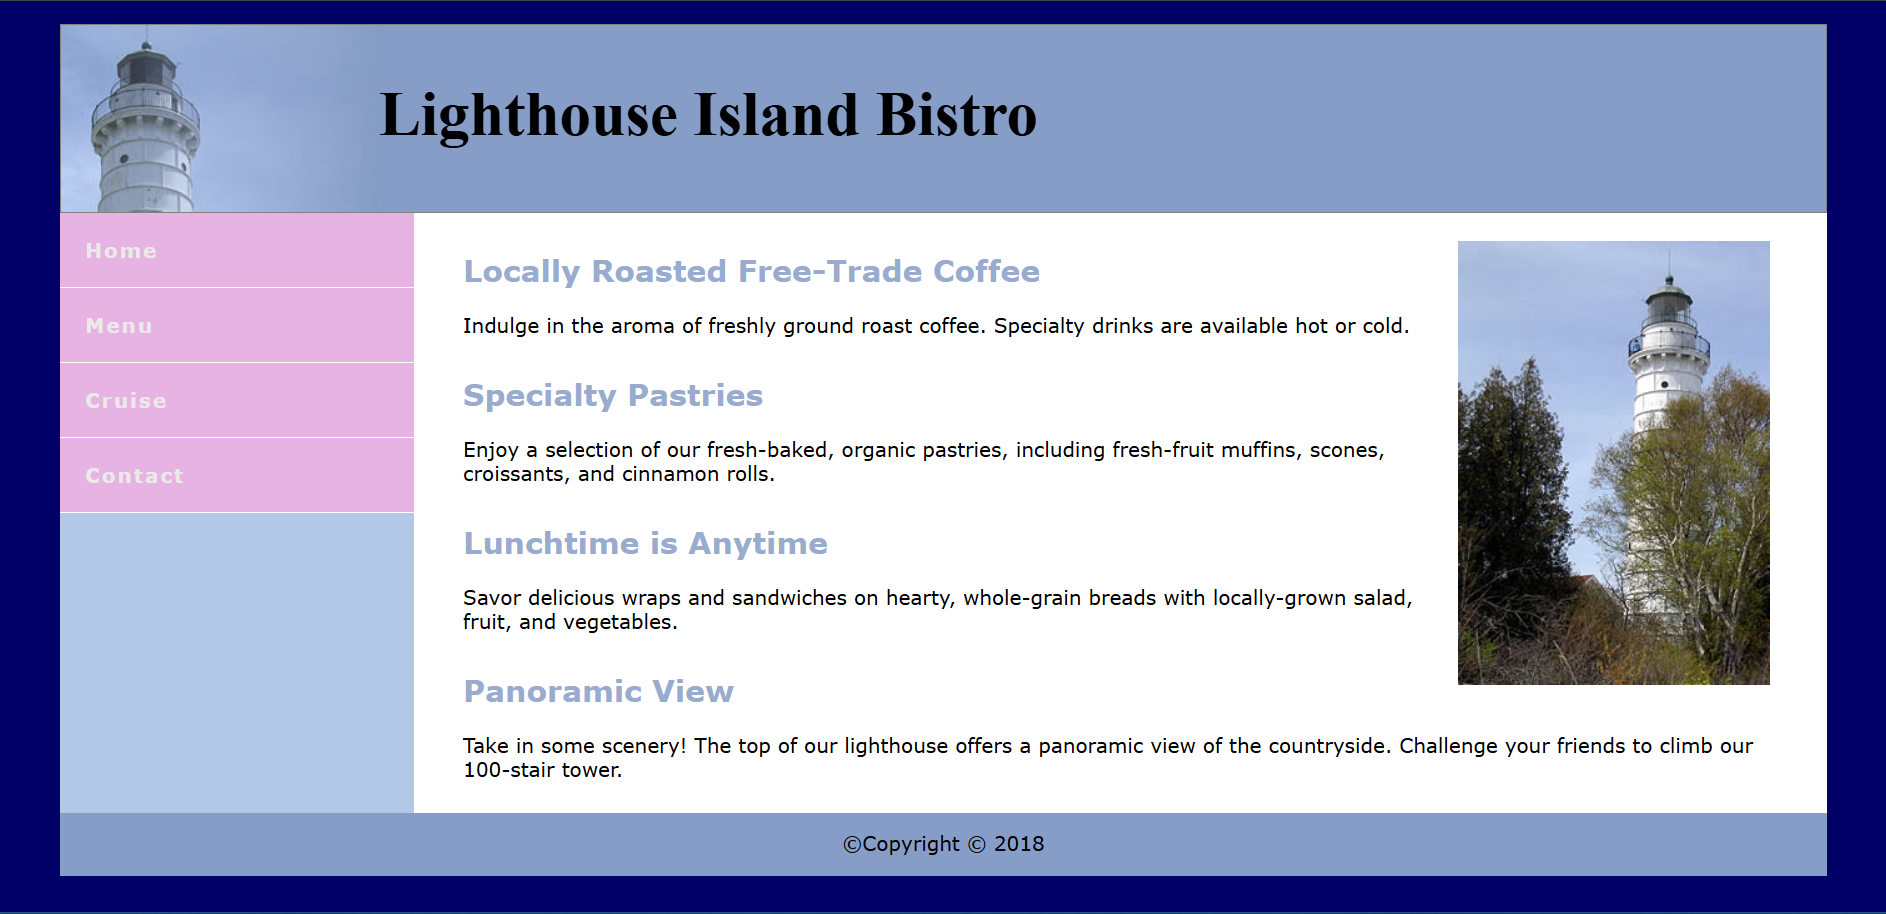 Lighthouse Island Bistro
Home
Menu
Cruise
Contact
Locally Roasted Free-Trade Coffee
Indulge in the aroma of freshly ground roast coffee. Specialty drinks are available hot or cold.
Specialty Pastries
Enjoy a selection of our fresh-baked, organic pastries, including fresh-fruit muffins, scones,
croissants, and cinnamon rolls.
Lunchtime is Anytime
Savor delicious wraps and sandwiches on hearty, whole-grain breads with locally-grown salad,
fruit, and vegetables.
Panoramic View
Take in some scenery! The top of our lighthouse offers a panoramic view of the countryside. Challenge your friends to climb our
100-stair tower.
©Copyright © 2018